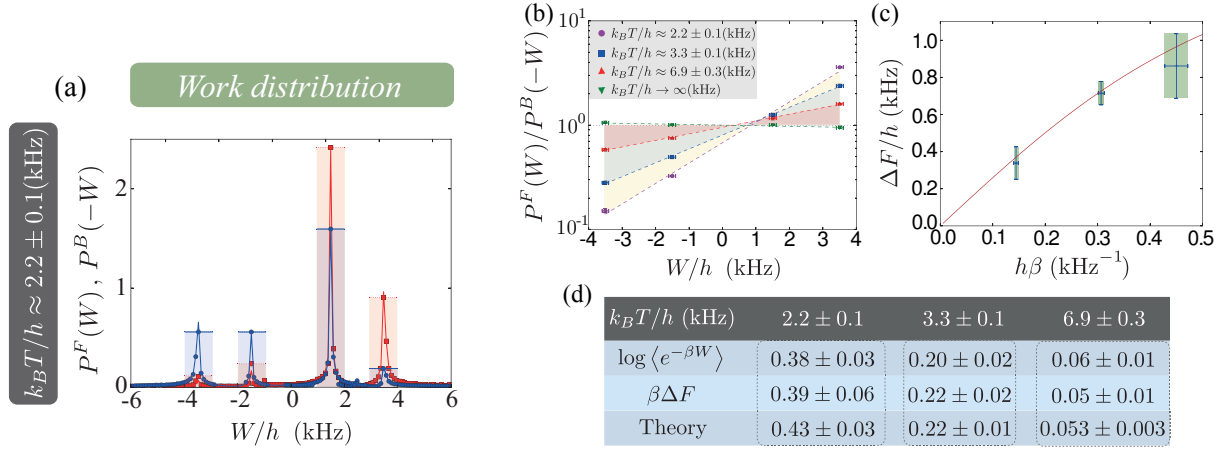 (a)
Work distribution
k_BT/h ≈ 2.2 ± 0.1(kHz)
P^F(W), P^B(−W)
2
1
0
-6 -4 -2 0 2 4 6
W/h (kHz)
(b)
P^F(W)/P^B(−W)
10^1
10^0
10^-1
k_BT/h ≈ 2.2 ± 0.1(kHz)
k_BT/h ≈ 3.3 ± 0.1(kHz)
k_BT/h ≈ 6.9 ± 0.3(kHz)
k_BT/h → ∞(kHz)
-4 -3 -2 -1 0 1 2 3 4
W/h (kHz)
(c)
ΔF/h (kHz)
1.0
0.8
0.6
0.4
0.2
0.0
0.0 0.1 0.2 0.3 0.4 0.5
hβ (kHz^−1)
(d)
k_BT/h (kHz) 2.2 ± 0.1 3.3 ± 0.1 6.9 ± 0.3
log ⟨e^−βW⟩ 0.38 ± 0.03 0.20 ± 0.02 0.06 ± 0.01
βΔF 0.39 ± 0.06 0.22 ± 0.02 0.05 ± 0.01
Theory 0.43 ± 0.03 0.22 ± 0.01 0.053 ± 0.003